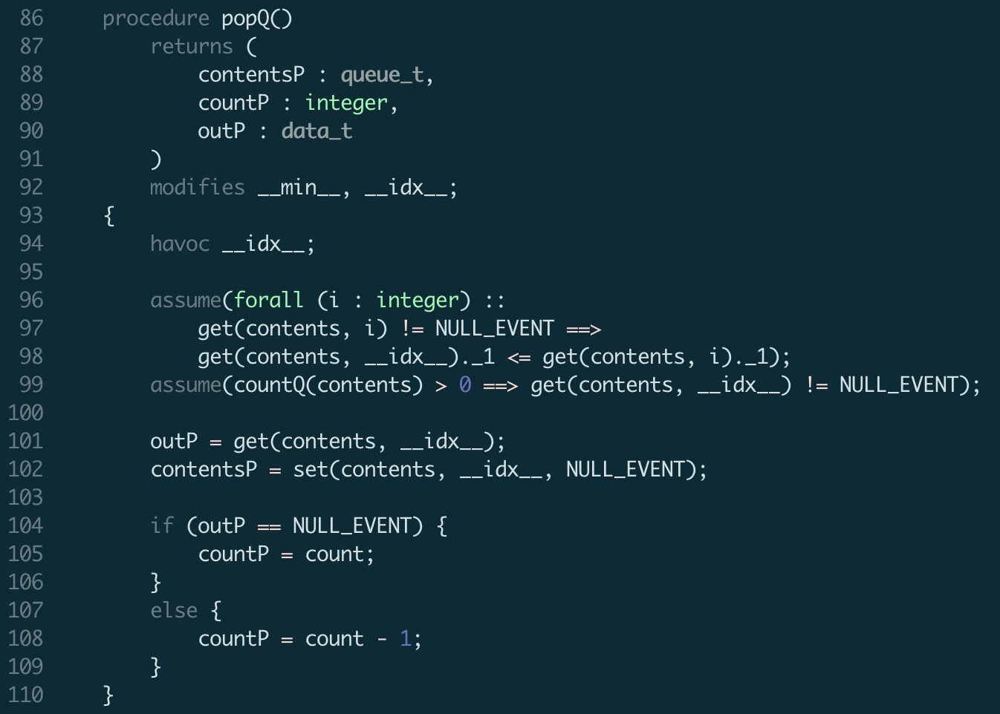 86 procedure popQ()
87 returns (
88 contentsP : queue_t,
89 countP : integer,
90 outP : data_t
91 )
92 modifies __min__, __idx__;
93 {
94 havoc __idx__;
95
96 assume(forall (i : integer) ::
97 get(contents, i) != NULL_EVENT ==>
98 get(contents, __idx__)._1 <= get(contents, i)._1);
99 assume(countQ(contents) > 0 ==> get(contents, __idx__) != NULL_EVENT);
100
101 outP = get(contents, __idx__);
102 contentsP = set(contents, __idx__, NULL_EVENT);
103
104 if (outP == NULL_EVENT) {
105 countP = count;
106 }
107 else {
108 countP = count - 1;
109 }
110 }